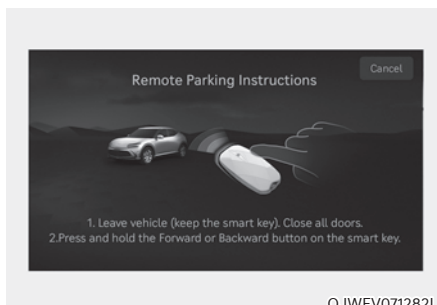 Cancel
Remote Parking Instructions
1. Leave vehicle (keep the smart key). Close all doors.
2.Press and hold the Forward or Backward button on the smart key.